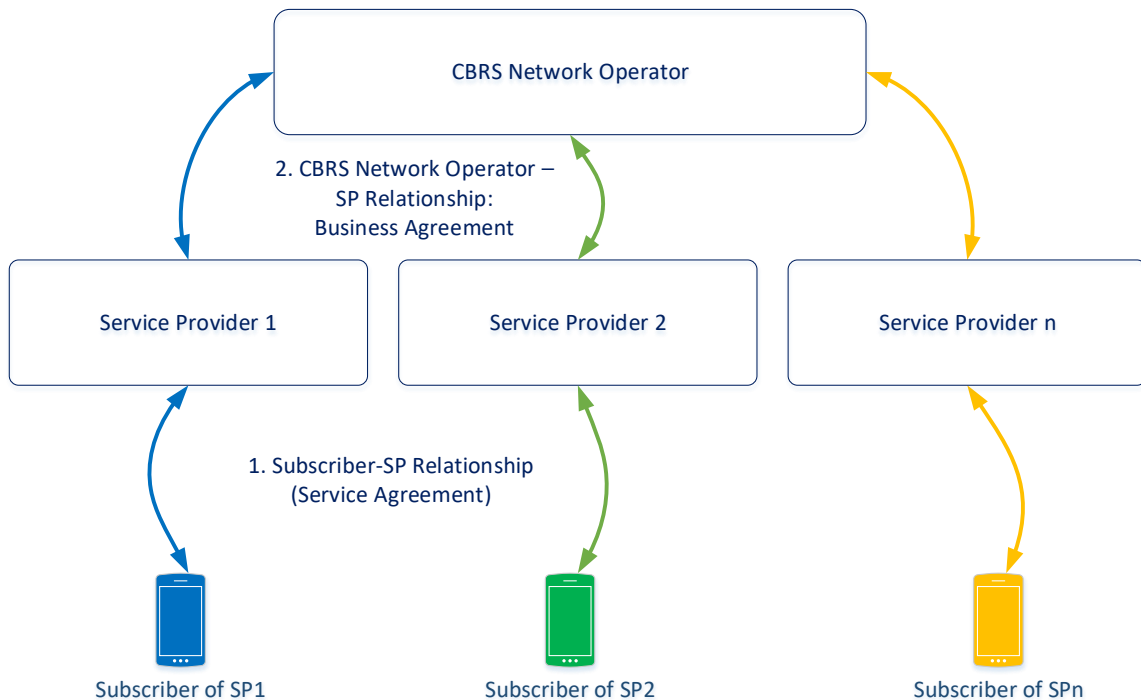 CBRS Network Operator
2. CBRS Network Operator –
SP Relationship:
Business Agreement
Service Provider 1
Service Provider 2
Service Provider n
1. Subscriber-SP Relationship
(Service Agreement)
Subscriber of SP1
Subscriber of SP2
Subscriber of SPn